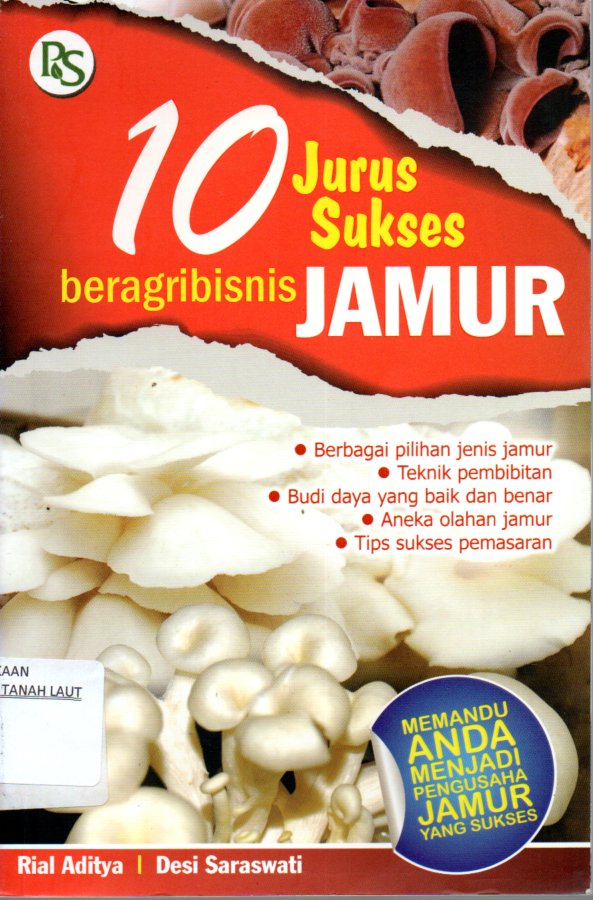 PS
10 Jurus
Sukses
beragribisnis JAMUR
• Berbagai pilihan jenis jamur
• Teknik pembibitan
• Budi daya yang baik dan benar
• Aneka olahan jamur
• Tips sukses pemasaran
KAAN
TANAH LAUT
MEMANDU
ANDA
MENJADI
PENGUSAHA
JAMUR
YANG SUKSES
Rial Aditya | Desi Saraswati